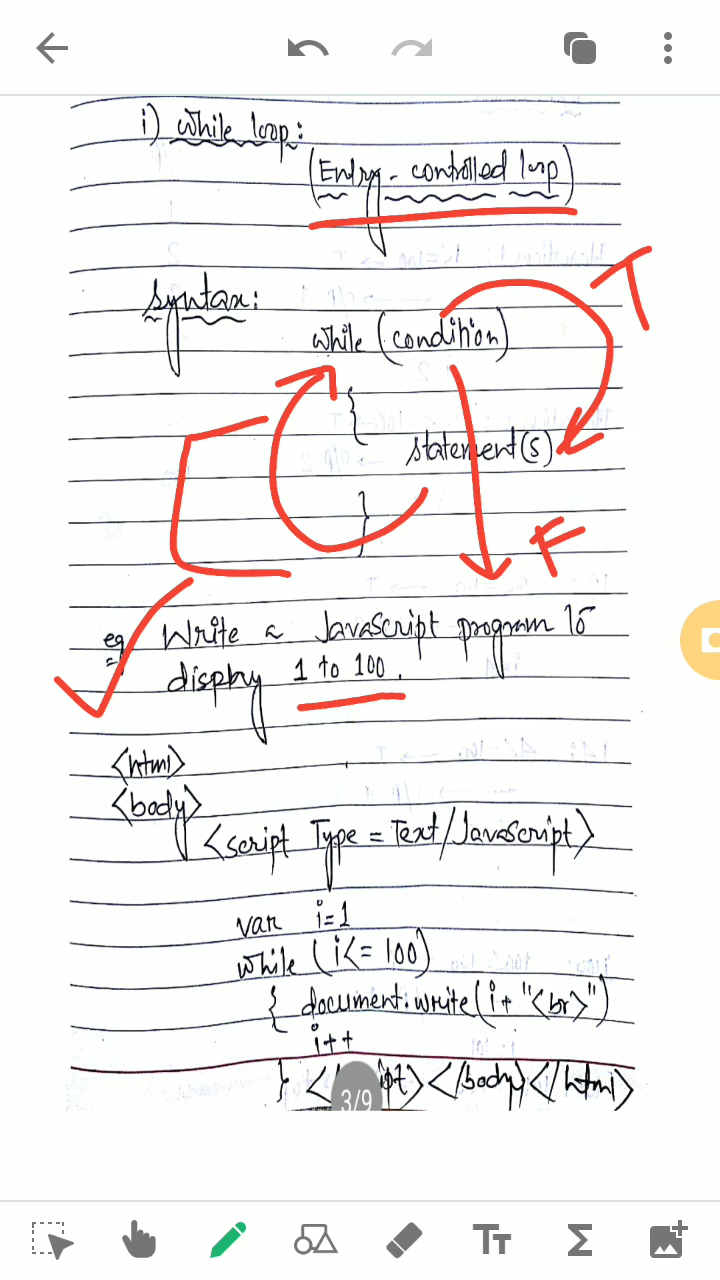 i) while loop:
(Entry-controlled loop)
Syntax:
while (condition)
{
statement(s)
}
T
F
eg Write a JavaScript program to
display 1 to 100.
<html>
<body>
<script Type = Text/JavaScript>
var i=1
while (i<= 100)
{ document.write(i+ "<br>")
i++
} </body></html>
3/9
Tт
Σ